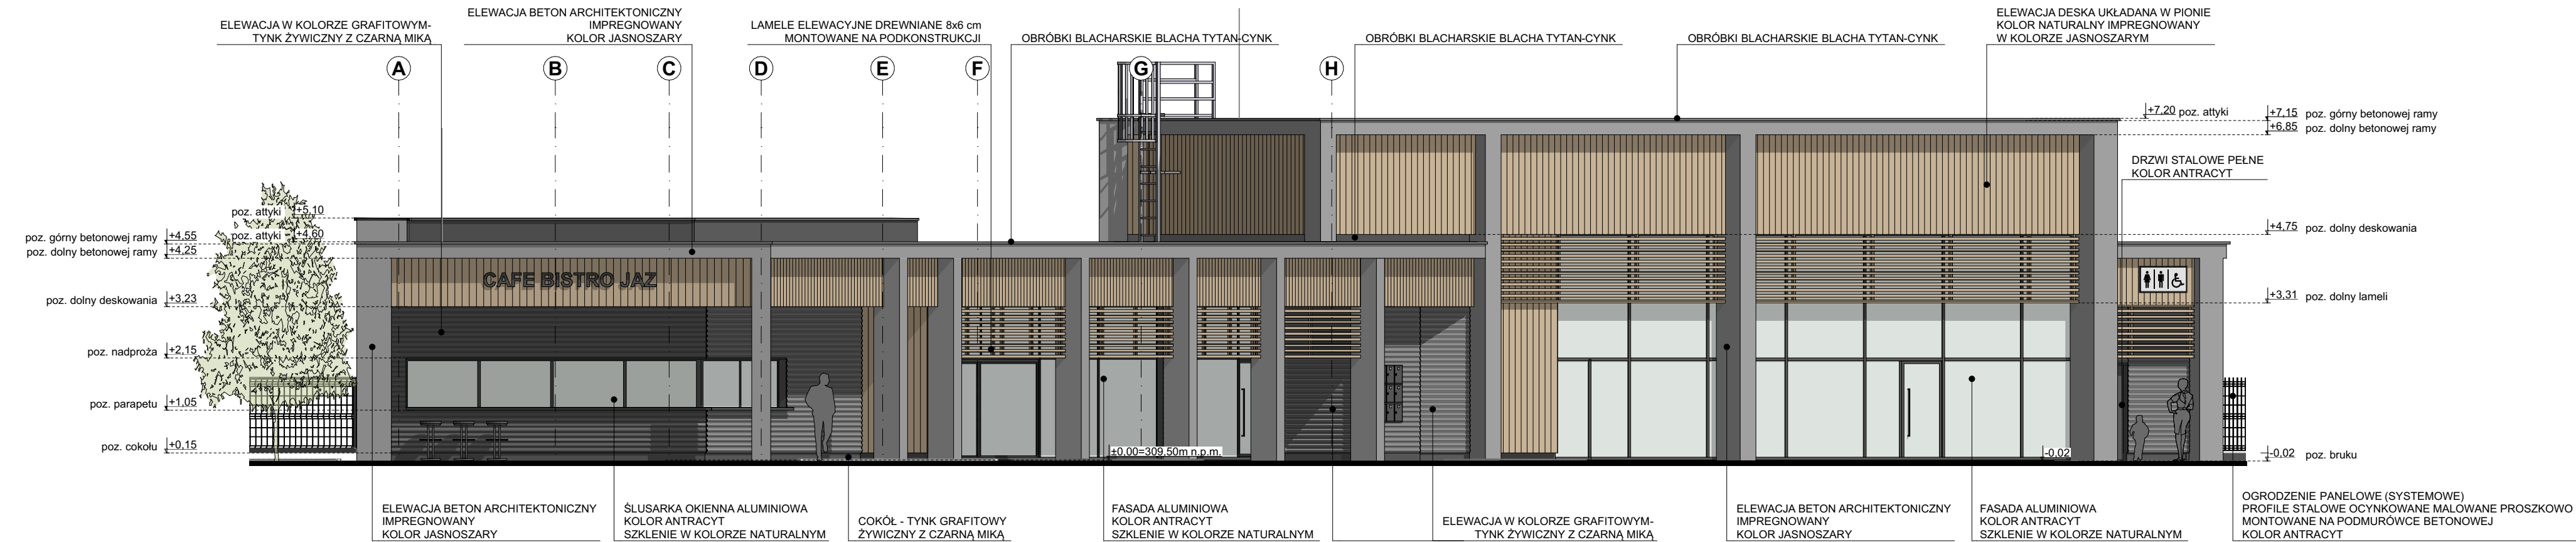 ELEWACJA W KOLORZE GRAFITOWYM-
TYNK ŻYWICZNY Z CZARNĄ MIKĄ
ELEWACJA BETON ARCHITEKTONICZNY
IMPREGNOWANY
KOLOR JASNOSZARY
LAMELE ELEWACYJNE DREWNIANE 8x6 cm
MONTOWANE NA PODKONSTRUKCJI
OBRÓBKI BLACHARSKIE BLACHA TYTAN-CYNK
OBRÓBKI BLACHARSKIE BLACHA TYTAN-CYNK
OBRÓBKI BLACHARSKIE BLACHA TYTAN-CYNK
ELEWACJA DESKA UKŁADANA W PIONIE
KOLOR NATURALNY IMPREGNOWANY
W KOLORZE JASNOSZARYM
A
B
C
D
E
F
G
H
+7,20 poz. attyki
+7,15 poz. górny betonowej ramy
+6,85 poz. dolny betonowej ramy
DRZWI STALOWE PEŁNE
KOLOR ANTRACYT
poz. attyki +5,10
poz. attyki +4,60
poz. górny betonowej ramy +4,55
poz. dolny betonowej ramy +4,25
poz. dolny deskowania +3,23
poz. nadproża +2,15
poz. parapetu +1,05
poz. cokołu +0,15
CAFE BISTRO JAZ
+4,75 poz. dolny deskowania
+3,31 poz. dolny lameli
±0,00=309,50m n.p.m.
-0,02
-0,02 poz. bruku
ELEWACJA BETON ARCHITEKTONICZNY
IMPREGNOWANY
KOLOR JASNOSZARY
ŚLUSARKA OKIENNA ALUMINIOWA
KOLOR ANTRACYT
SZKLENIE W KOLORZE NATURALNYM
COKÓŁ - TYNK GRAFITOWY
ŻYWICZNY Z CZARNĄ MIKĄ
FASADA ALUMINIOWA
KOLOR ANTRACYT
SZKLENIE W KOLORZE NATURALNYM
ELEWACJA W KOLORZE GRAFITOWYM-
TYNK ŻYWICZNY Z CZARNĄ MIKĄ
ELEWACJA BETON ARCHITEKTONICZNY
IMPREGNOWANY
KOLOR JASNOSZARY
FASADA ALUMINIOWA
KOLOR ANTRACYT
SZKLENIE W KOLORZE NATURALNYM
OGRODZENIE PANELOWE (SYSTEMOWE)
PROFILE STALOWE OCYNKOWANE MALOWANE PROSZKOWO
MONTOWANE NA PODMURÓWCE BETONOWEJ
KOLOR ANTRACYT